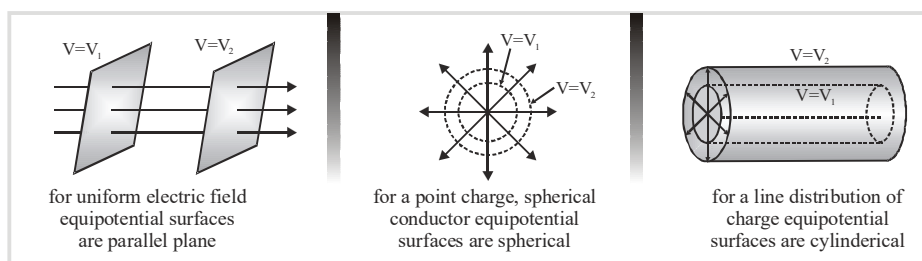 V=V₁
V=V₂
for uniform electric field
equipotential surfaces
are parallel plane
V=V₁
V=V₂
for a point charge, spherical
conductor equipotential
surfaces are spherical
V=V₂
V=V₁
for a line distribution of
charge equipotential
surfaces are cylinderical